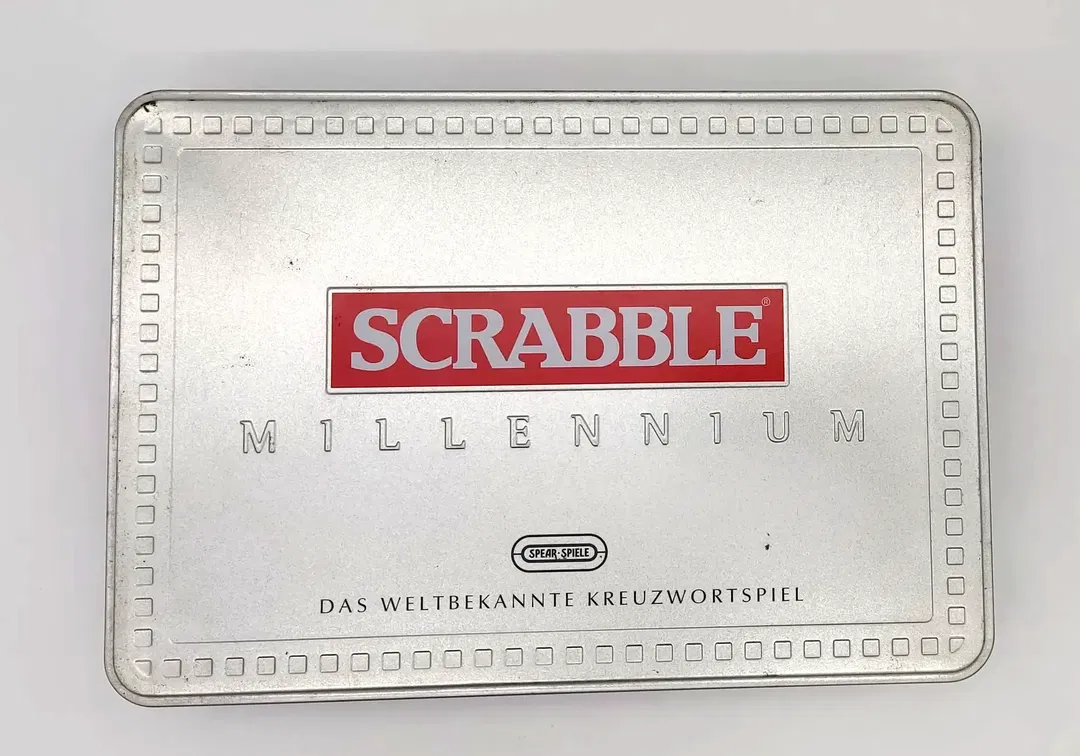 SCRABBLE®
MILLENNIUM
SPEAR-SPIELE
DAS WELTBEKANNTE KREUZWORTSPIEL